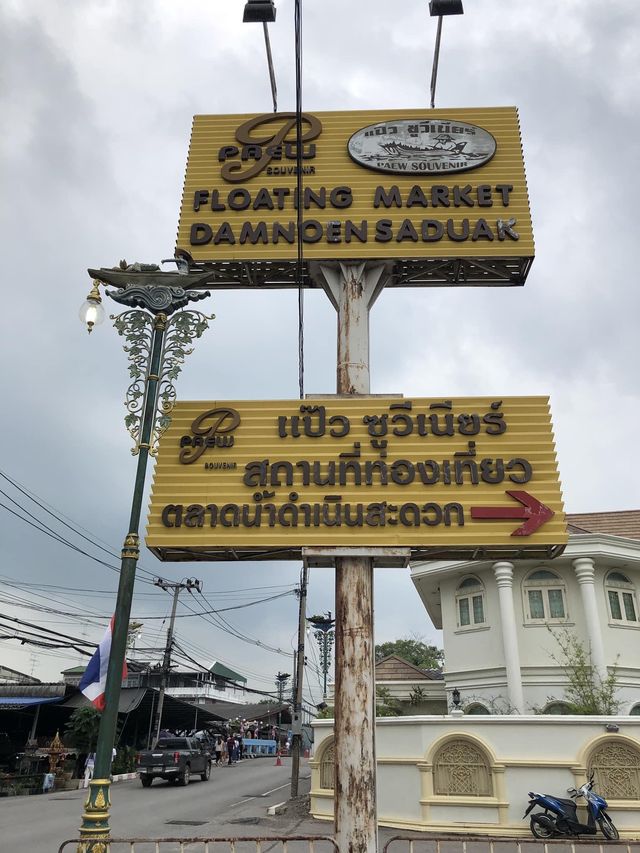 PAEW
SOUVENIR
แป๊ว ซูวีเนียร์
PAEW SOUVENIR
FLOATING MARKET
DAMNOEN SADUAK
PAEW
SOUVENIR
แป๊ว ซูวีเนียร์
สถานที่ท่องเที่ยว
ตลาดน้ำดำเนินสะดวก